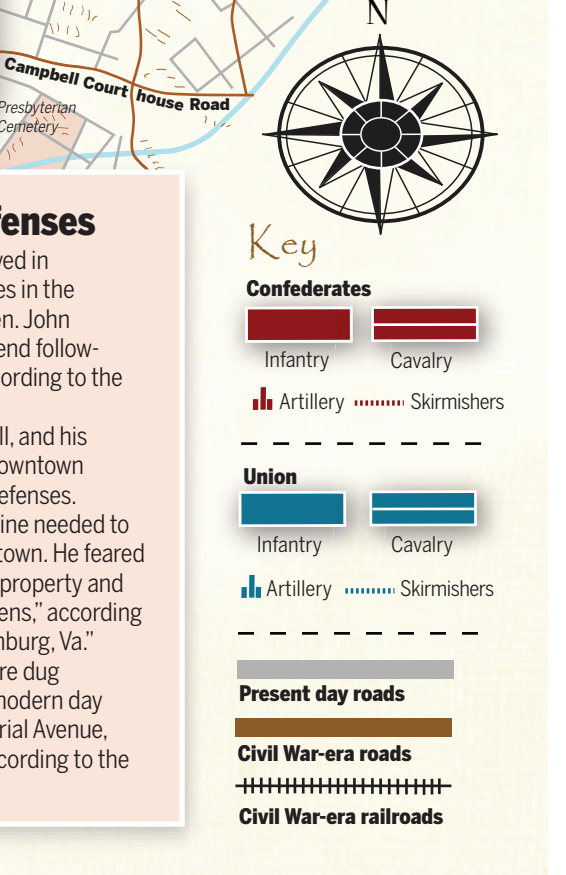 N
Campbell Court house Road
Presbyterian
Cemetery
enses
ed in
es in the
en. John
end follow-
ording to the
ll, and his
owntown
efenses.
ine needed to
town. He feared
property and
ens,” according
nburg, Va.”
re dug
modern day
rial Avenue,
cording to the
Key
Confederates
Infantry
Cavalry
Artillery
Skirmishers
Union
Infantry
Cavalry
Artillery
Skirmishers
Present day roads
Civil War-era roads
Civil War-era railroads